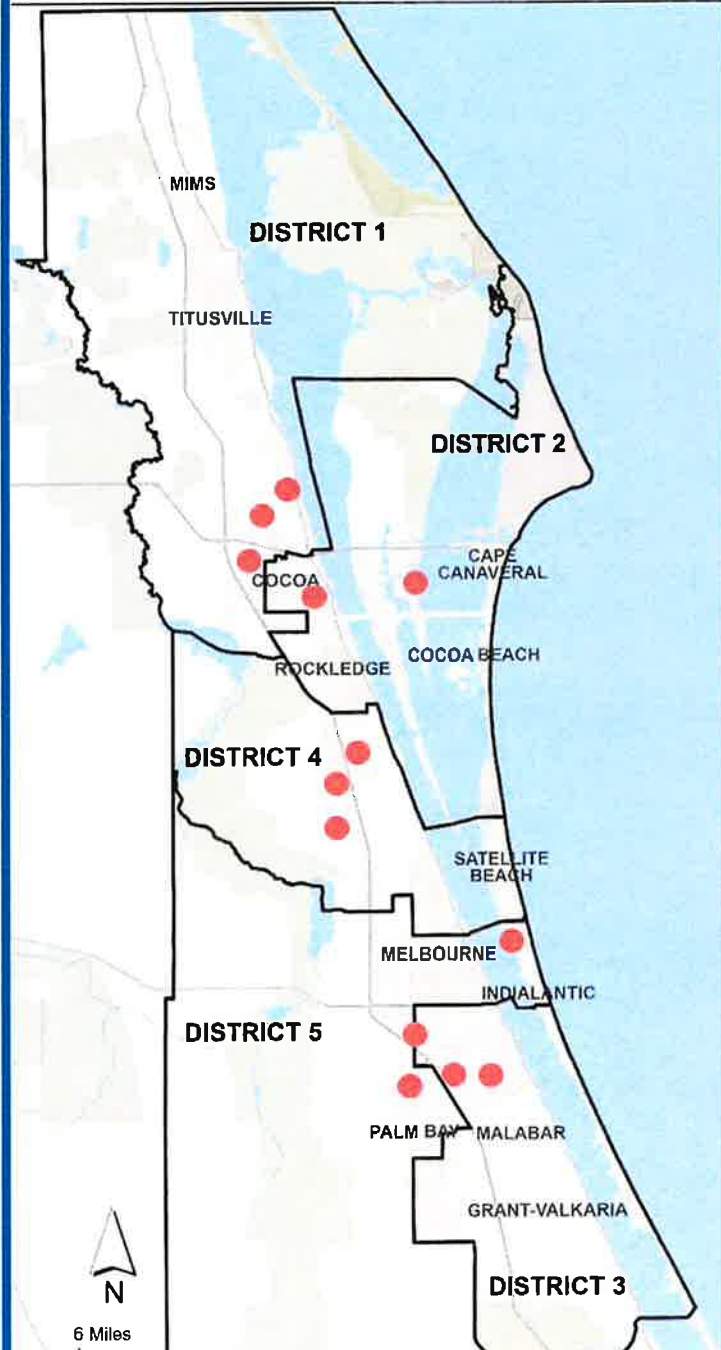 MIMS
DISTRICT 1
TITUSVILLE
DISTRICT 2
CAPE
CANAVERAL
COCOA
COCOA BEACH
ROCKLEDGE
DISTRICT 4
SATELLITE
BEACH
MELBOURNE
INDIALANTIC
DISTRICT 5
PALM BAY
MALABAR
GRANT-VALKARIA
DISTRICT 3
N
6 Miles